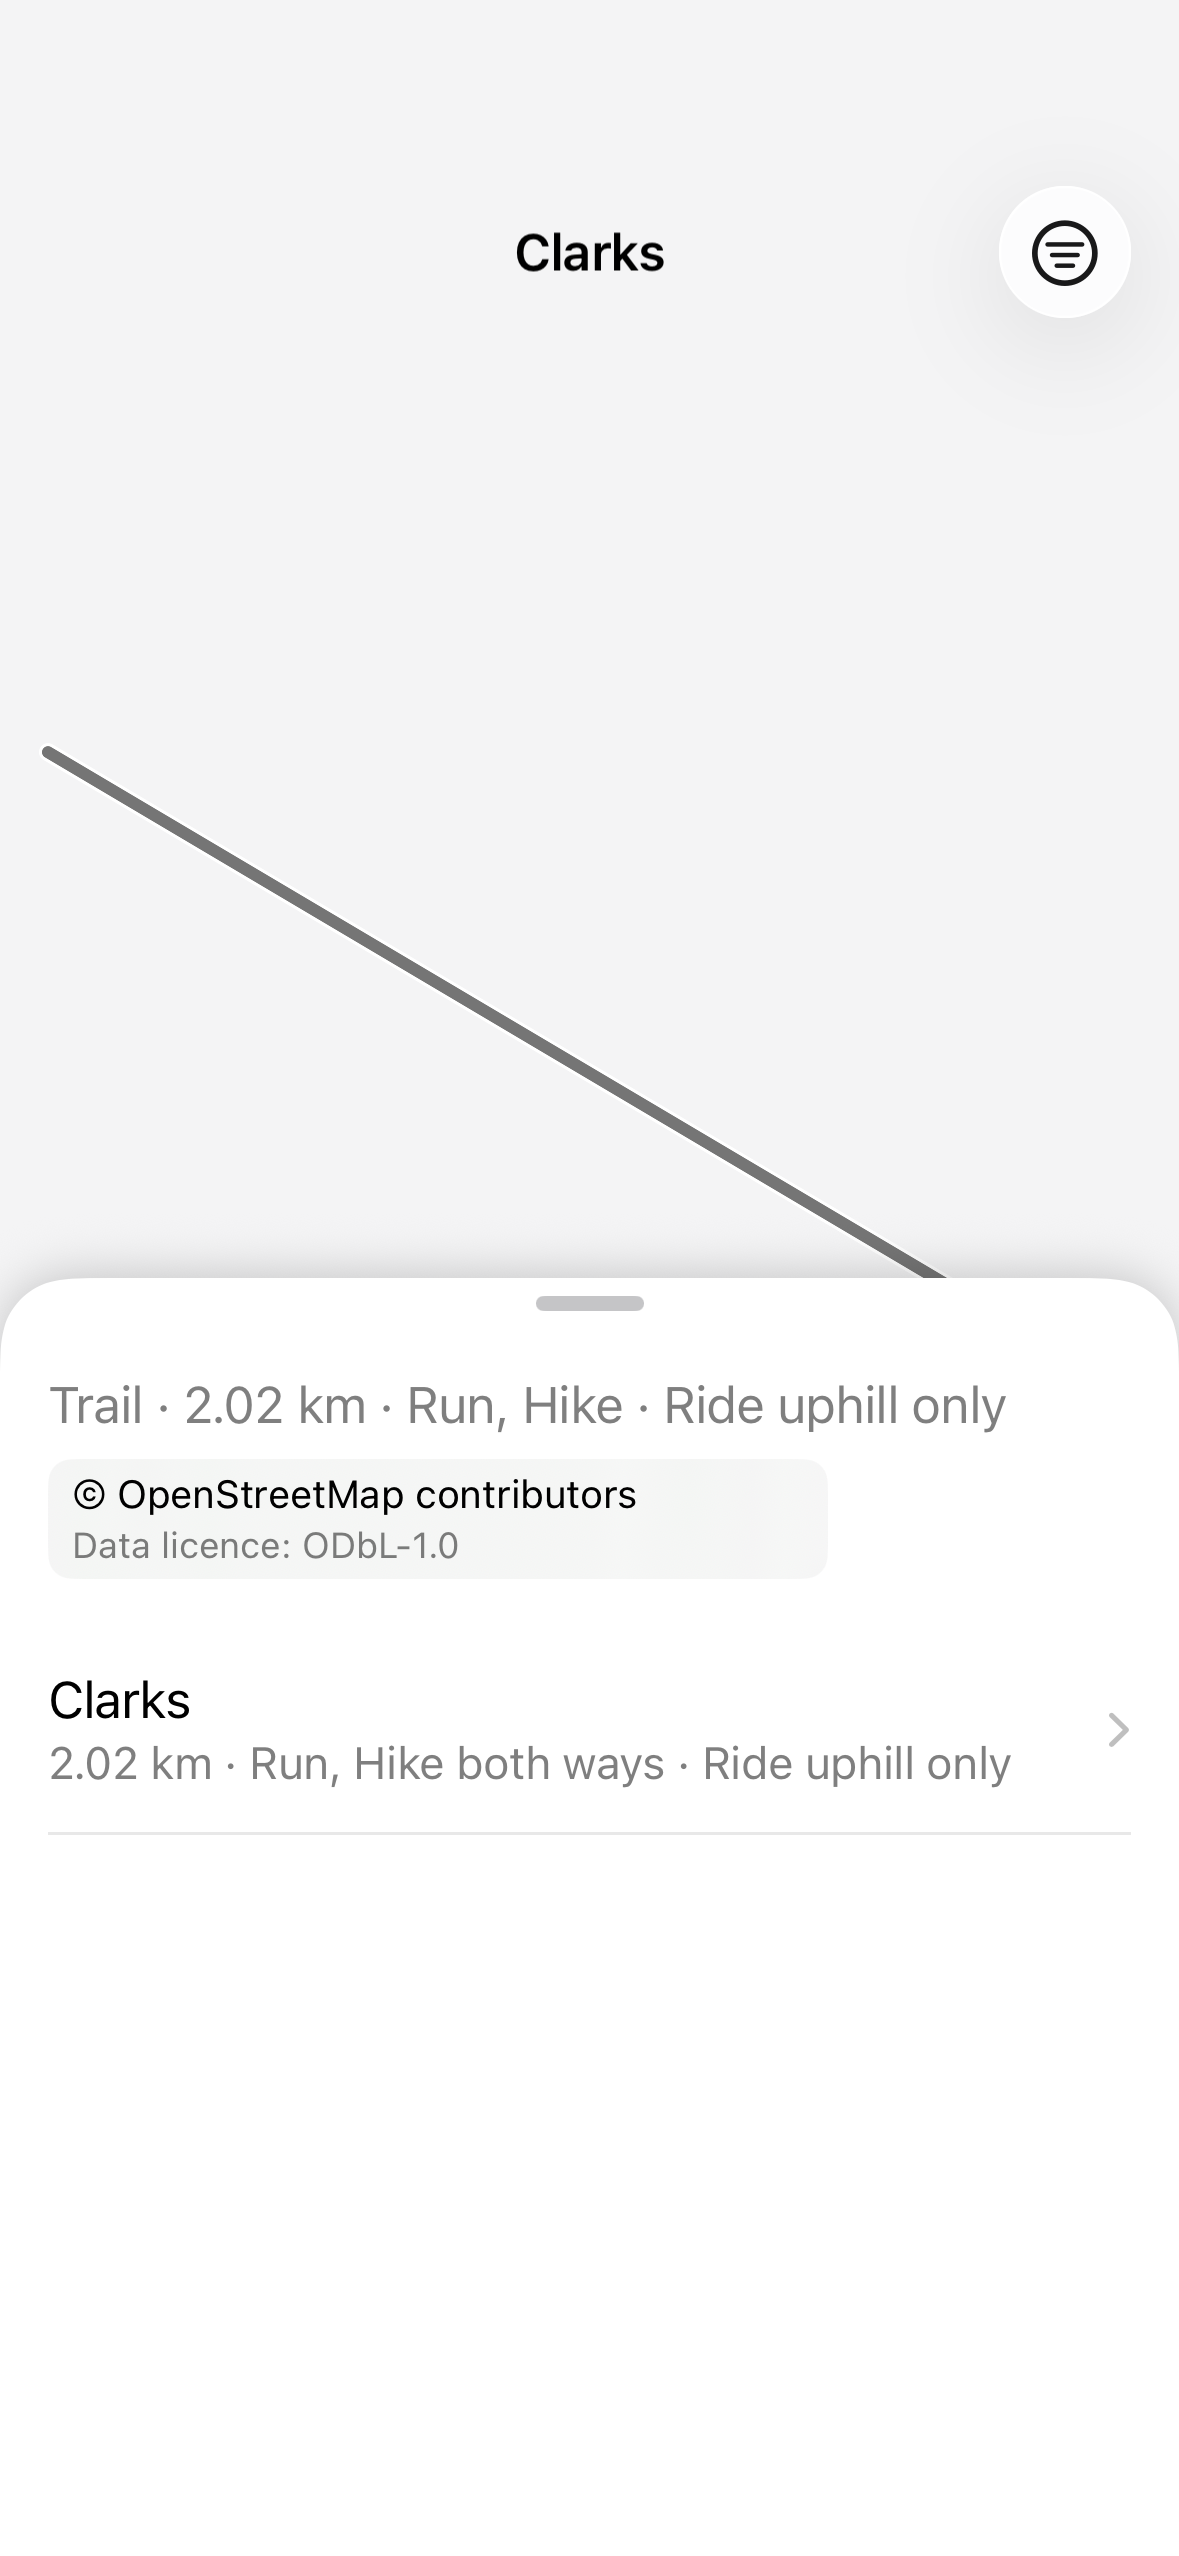 Clarks
Trail · 2.02 km · Run, Hike · Ride uphill only
© OpenStreetMap contributors
Data licence: ODbL-1.0
Clarks
2.02 km · Run, Hike both ways · Ride uphill only